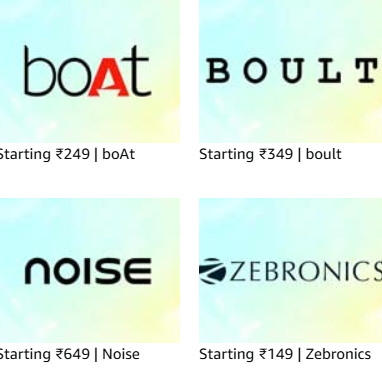 boAt
BOULT
Starting ₹249 | boAt
Starting ₹349 | boult
NOISE
ZEBRONICS
Starting ₹649 | Noise
Starting ₹149 | Zebronics